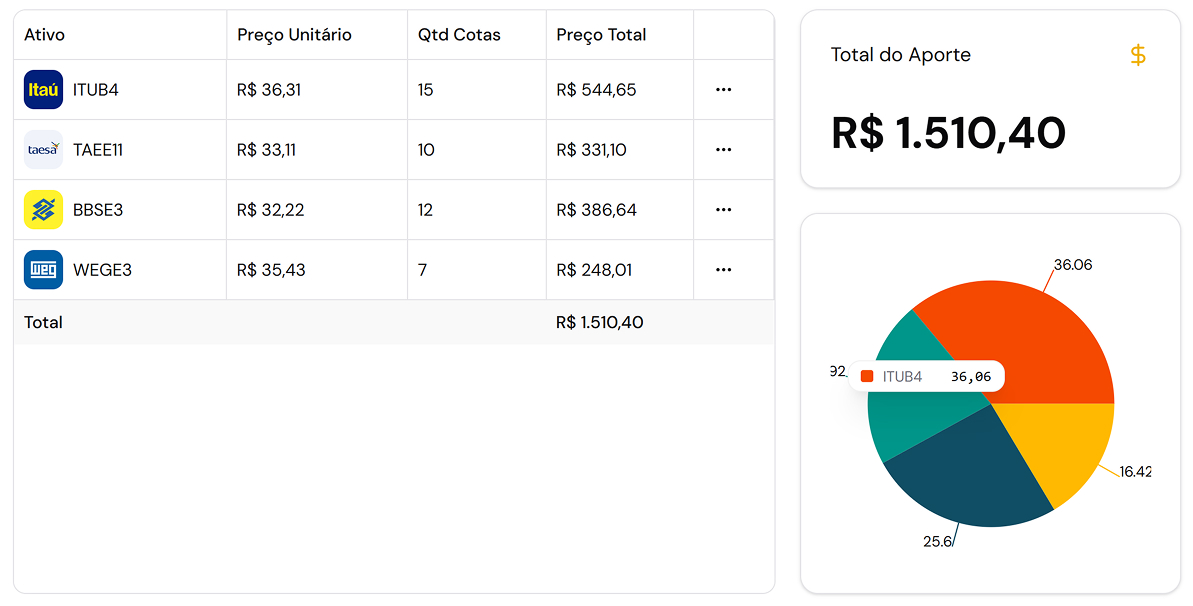 Ativo Preço Unitário Qtd Cotas Preço Total
Itaú ITUB4 R$ 36,31 15 R$ 544,65 ...
taesa TAEE11 R$ 33,11 10 R$ 331,10 ...
BBSE3 R$ 32,22 12 R$ 386,64 ...
WEG WEGE3 R$ 35,43 7 R$ 248,01 ...
Total R$ 1.510,40
Total do Aporte $
R$ 1.510,40
36.06
92
ITUB4 36,06
16.42
25.6